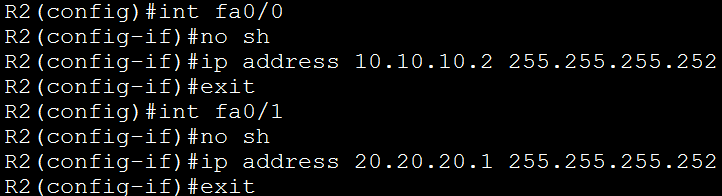 R2(config)#int fa0/0
R2(config-if)#no sh
R2(config-if)#ip address 10.10.10.2 255.255.255.252
R2(config-if)#exit
R2(config)#int fa0/1
R2(config-if)#no sh
R2(config-if)#ip address 20.20.20.1 255.255.255.252
R2(config-if)#exit